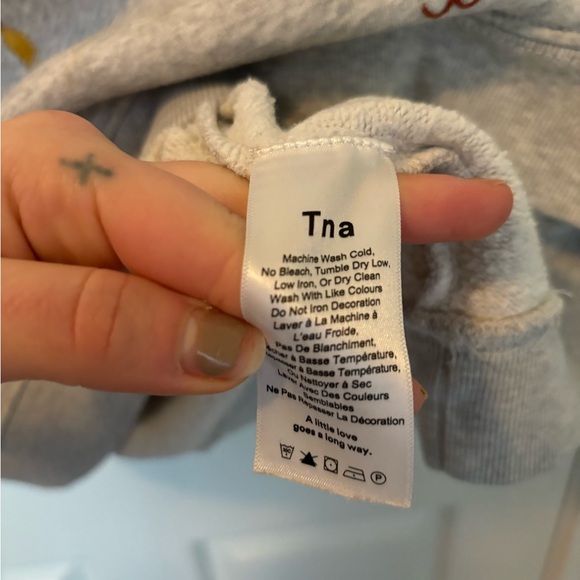 Tna
Machine Wash Cold,
No Bleach, Tumble Dry Low,
Low Iron, Or Dry Clean
Wash With Like Colours
Do Not Iron Decoration
Laver à La Machine à
L'eau Froide,
Pas De Blanchiment,
à Basse Température,
à Basse Température,
Ou Nettoyer à Sec
Laver Avec Des Couleurs
Semblables
Ne Pas Repasser La Décoration
A little love
goes a long way.
P